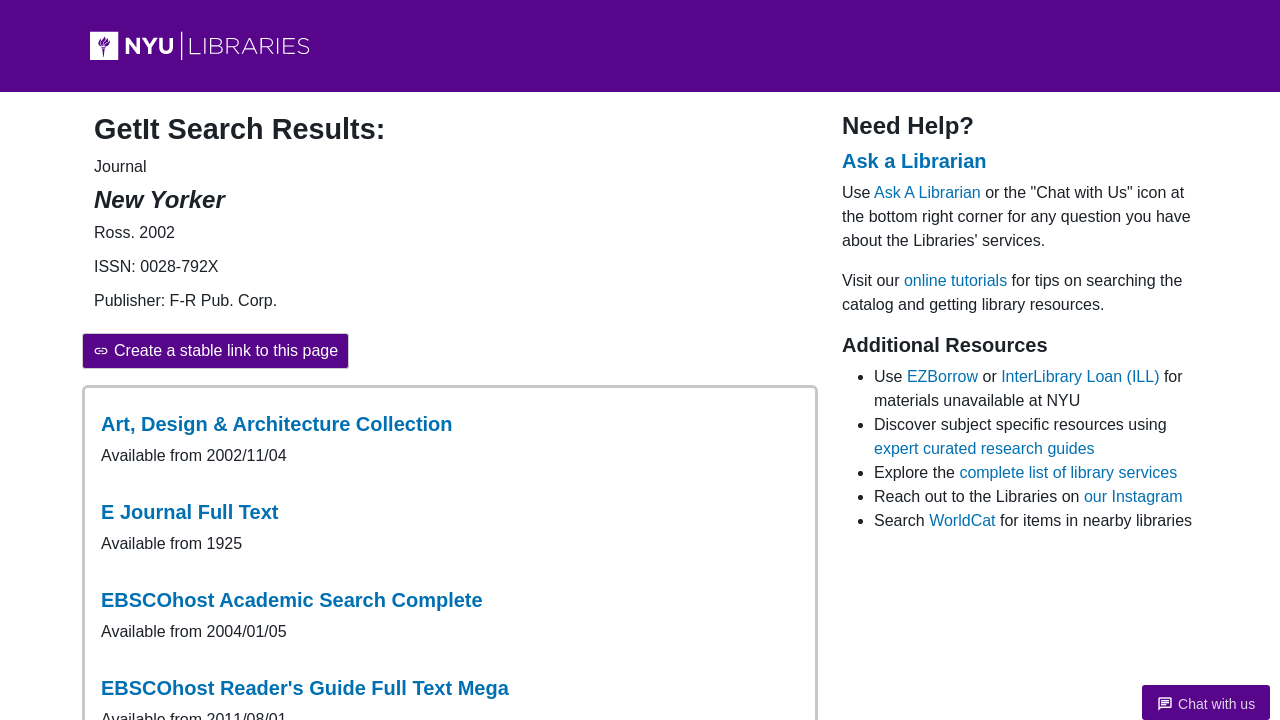 NYU LIBRARIES
GetIt Search Results:
Journal
New Yorker
Ross. 2002
ISSN: 0028-792X
Publisher: F-R Pub. Corp.
Create a stable link to this page
Art, Design & Architecture Collection
Available from 2002/11/04
E Journal Full Text
Available from 1925
EBSCOhost Academic Search Complete
Available from 2004/01/05
EBSCOhost Reader's Guide Full Text Mega
Available from 2011/08/01
Need Help?
Ask a Librarian
Use Ask A Librarian or the "Chat with Us" icon at
the bottom right corner for any question you have
about the Libraries' services.
Visit our online tutorials for tips on searching the
catalog and getting library resources.
Additional Resources
Use EZBorrow or InterLibrary Loan (ILL) for
materials unavailable at NYU
Discover subject specific resources using
expert curated research guides
Explore the complete list of library services
Reach out to the Libraries on our Instagram
Search WorldCat for items in nearby libraries
Chat with us